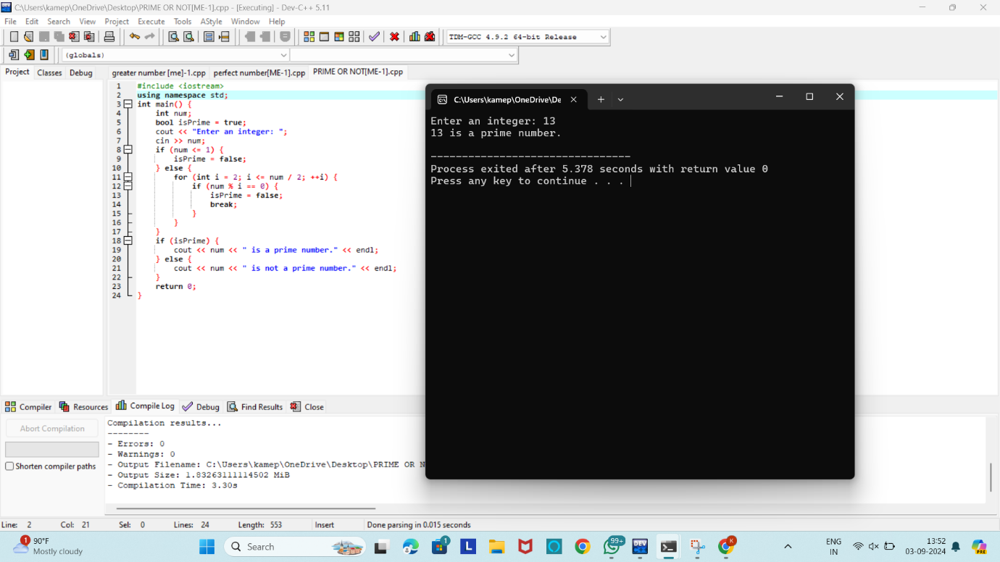 C:\Users\kamep\OneDrive\Desktop\PRIME OR NOT[ME-1].cpp - [Executing] - Dev-C++ 5.11
File Edit Search View Project Execute Tools AStyle Window Help
TDM-GCC 4.9.2 64-bit Release
(globals)
Project Classes Debug greater number [me]-1.cpp perfect number[ME-1].cpp PRIME OR NOT[ME-1].cpp
1 #include <iostream>
2 using namespace std;
3 int main() {
4 int num;
5 bool isPrime = true;
6 cout << "Enter an integer: ";
7 cin >> num;
8 if (num <= 1) {
9 isPrime = false;
10 } else {
11 for (int i = 2; i <= num / 2; ++i) {
12 if (num % i == 0) {
13 isPrime = false;
14 break;
15 }
16 }
17 }
18 if (isPrime) {
19 cout << num << " is a prime number." << endl;
20 } else {
21 cout << num << " is not a prime number." << endl;
22 }
23 return 0;
24 }
C:\Users\kamep\OneDrive\De
Enter an integer: 13
13 is a prime number.
--------------------------------
Process exited after 5.378 seconds with return value 0
Press any key to continue . . .
Compiler Resources Compile Log Debug Find Results Close
Abort Compilation
Shorten compiler paths
Compilation results...
--------
- Errors: 0
- Warnings: 0
- Output Filename: C:\Users\kamep\OneDrive\Desktop\PRIME OR N
- Output Size: 1.83263111114502 MiB
- Compilation Time: 3.30s
Line: 2 Col: 21 Sel: 0 Lines: 24 Length: 553 Insert Done parsing in 0.015 seconds
1 90°F
Mostly cloudy
Search
1
L
99+
DEV
K
ENG
IN
13:52
03-09-2024
PRE